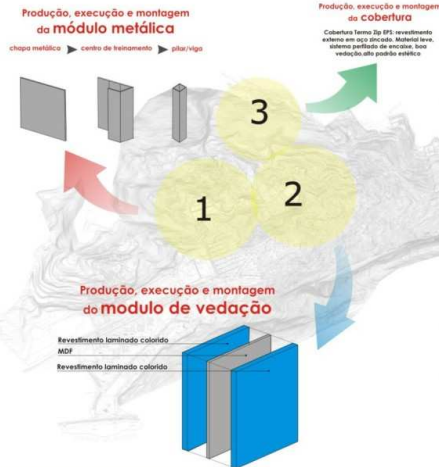 Produção, execução e montagem
da módulo metálica
chapa metálica centro de treinamento pilar/viga
Produção, execução e montagem
da cobertura
Cobertura Termo Zip EPS: revestimento
externo em aço zincado. Material leve,
sistema perfilado de encaixe, boa
vedação,alto padrão estético
3
1
2
Produção, execução e montagem
do modulo de vedação
Revestimento laminado colorido
MDF
Revestimento laminado colorido